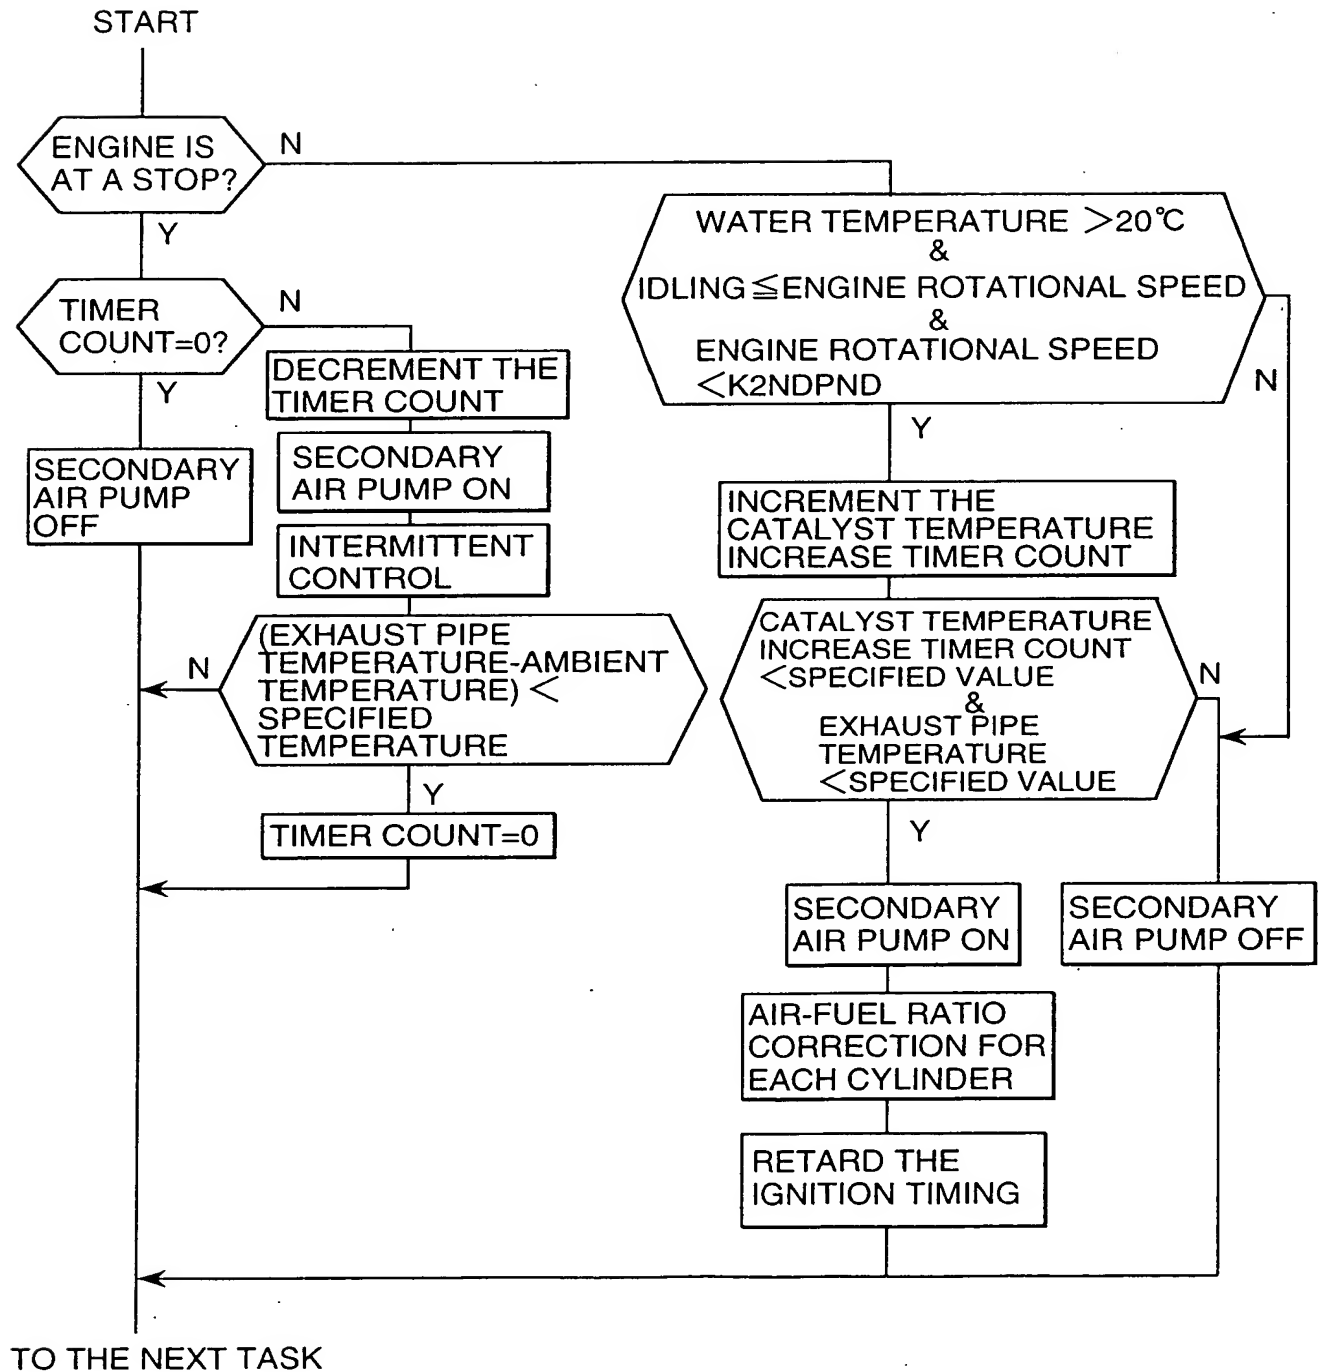 START
ENGINE IS
AT A STOP?
N
Y
TIMER
COUNT=0?
N
Y
SECONDARY
AIR PUMP
OFF
DECREMENT THE
TIMER COUNT
SECONDARY
AIR PUMP ON
INTERMITTENT
CONTROL
(EXHAUST PIPE
TEMPERATURE-AMBIENT
TEMPERATURE) <
SPECIFIED
TEMPERATURE
N
Y
TIMER COUNT=0
WATER TEMPERATURE >20℃
&
IDLING≦ENGINE ROTATIONAL SPEED
&
ENGINE ROTATIONAL SPEED
<K2NDPND
N
Y
INCREMENT THE
CATALYST TEMPERATURE
INCREASE TIMER COUNT
CATALYST TEMPERATURE
INCREASE TIMER COUNT
<SPECIFIED VALUE
&
EXHAUST PIPE
TEMPERATURE
<SPECIFIED VALUE
N
Y
SECONDARY
AIR PUMP ON
SECONDARY
AIR PUMP OFF
AIR-FUEL RATIO
CORRECTION FOR
EACH CYLINDER
RETARD THE
IGNITION TIMING
TO THE NEXT TASK